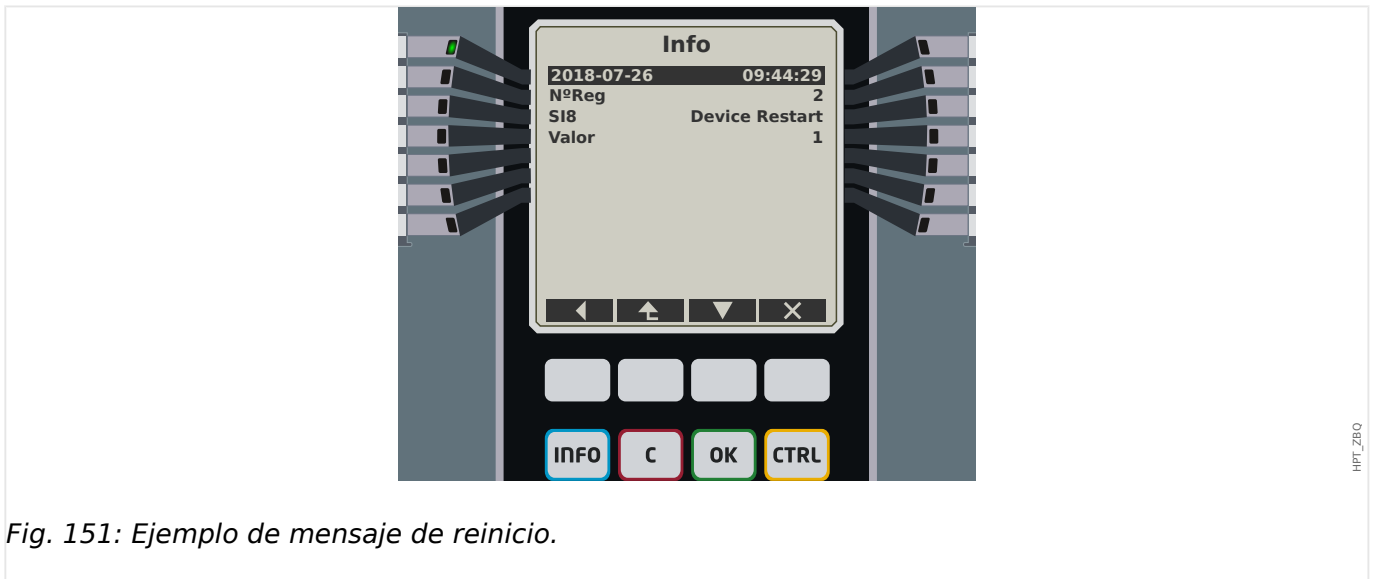 Info
2018-07-26 09:44:29
NºReg 2
SI8 Device Restart
Valor 1
INFO C OK CTRL
HPT_ZBQ
Fig. 151: Ejemplo de mensaje de reinicio.